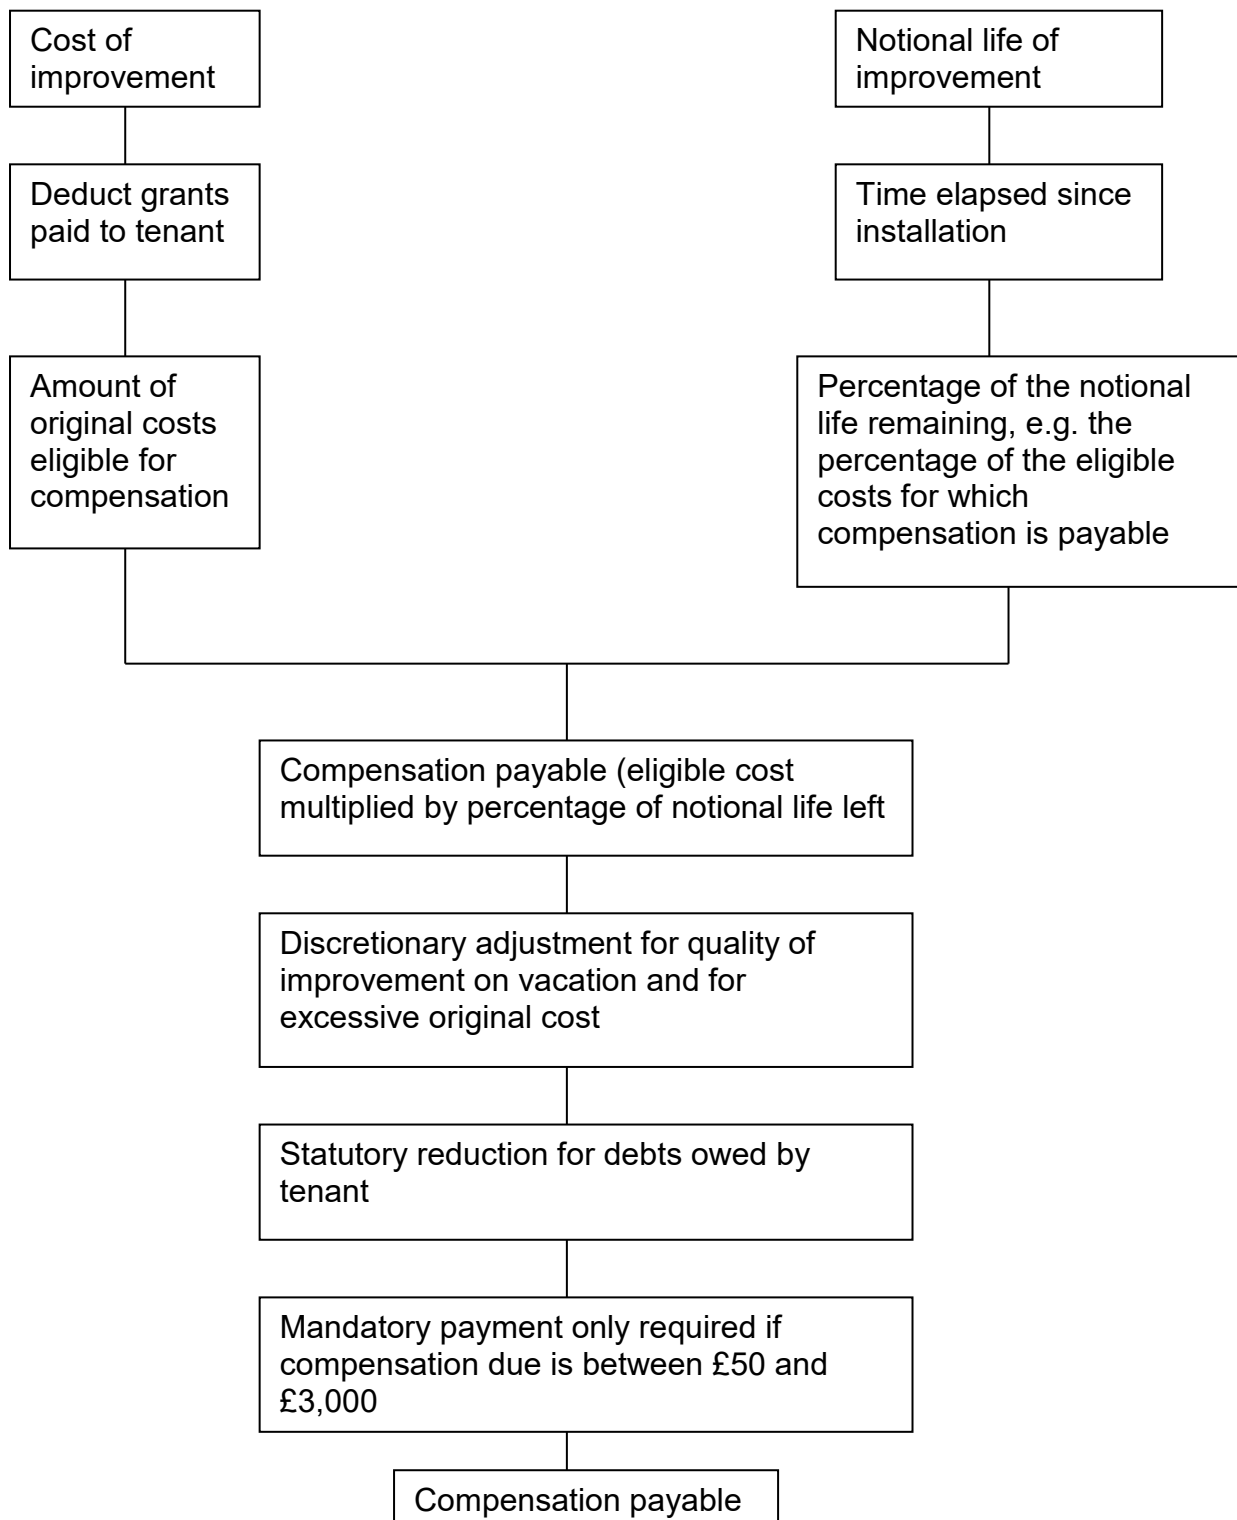 Cost of
improvement
Deduct grants
paid to tenant
Amount of
original costs
eligible for
compensation
Notional life of
improvement
Time elapsed since
installation
Percentage of the notional
life remaining, e.g. the
percentage of the eligible
costs for which
compensation is payable
Compensation payable (eligible cost
multiplied by percentage of notional life left
Discretionary adjustment for quality of
improvement on vacation and for
excessive original cost
Statutory reduction for debts owed by
tenant
Mandatory payment only required if
compensation due is between £50 and
£3,000
Compensation payable